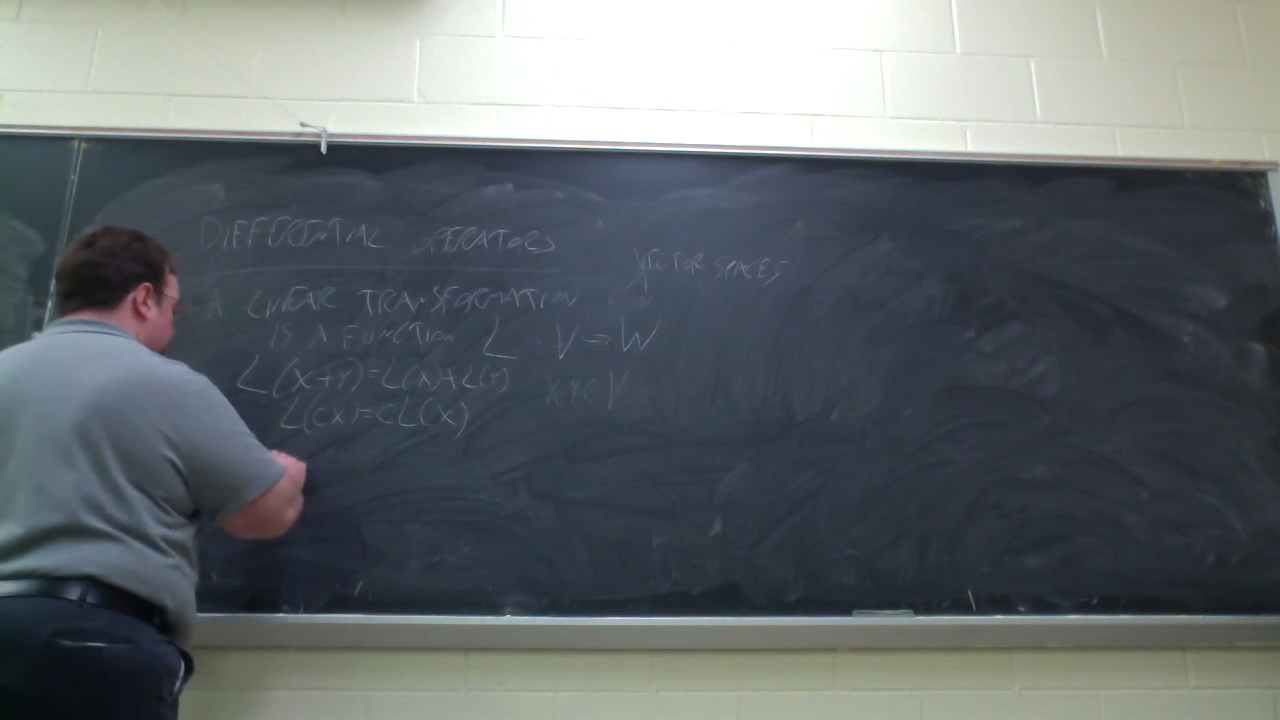 DIFFERENTIAL OPERATORS
VECTOR SPACES
A LINEAR TRANSFORMATION
IS A FUNCTION L : V → W
L(X+Y)=L(X)+L(Y) X,Y∈V
L(CX)=CL(X)